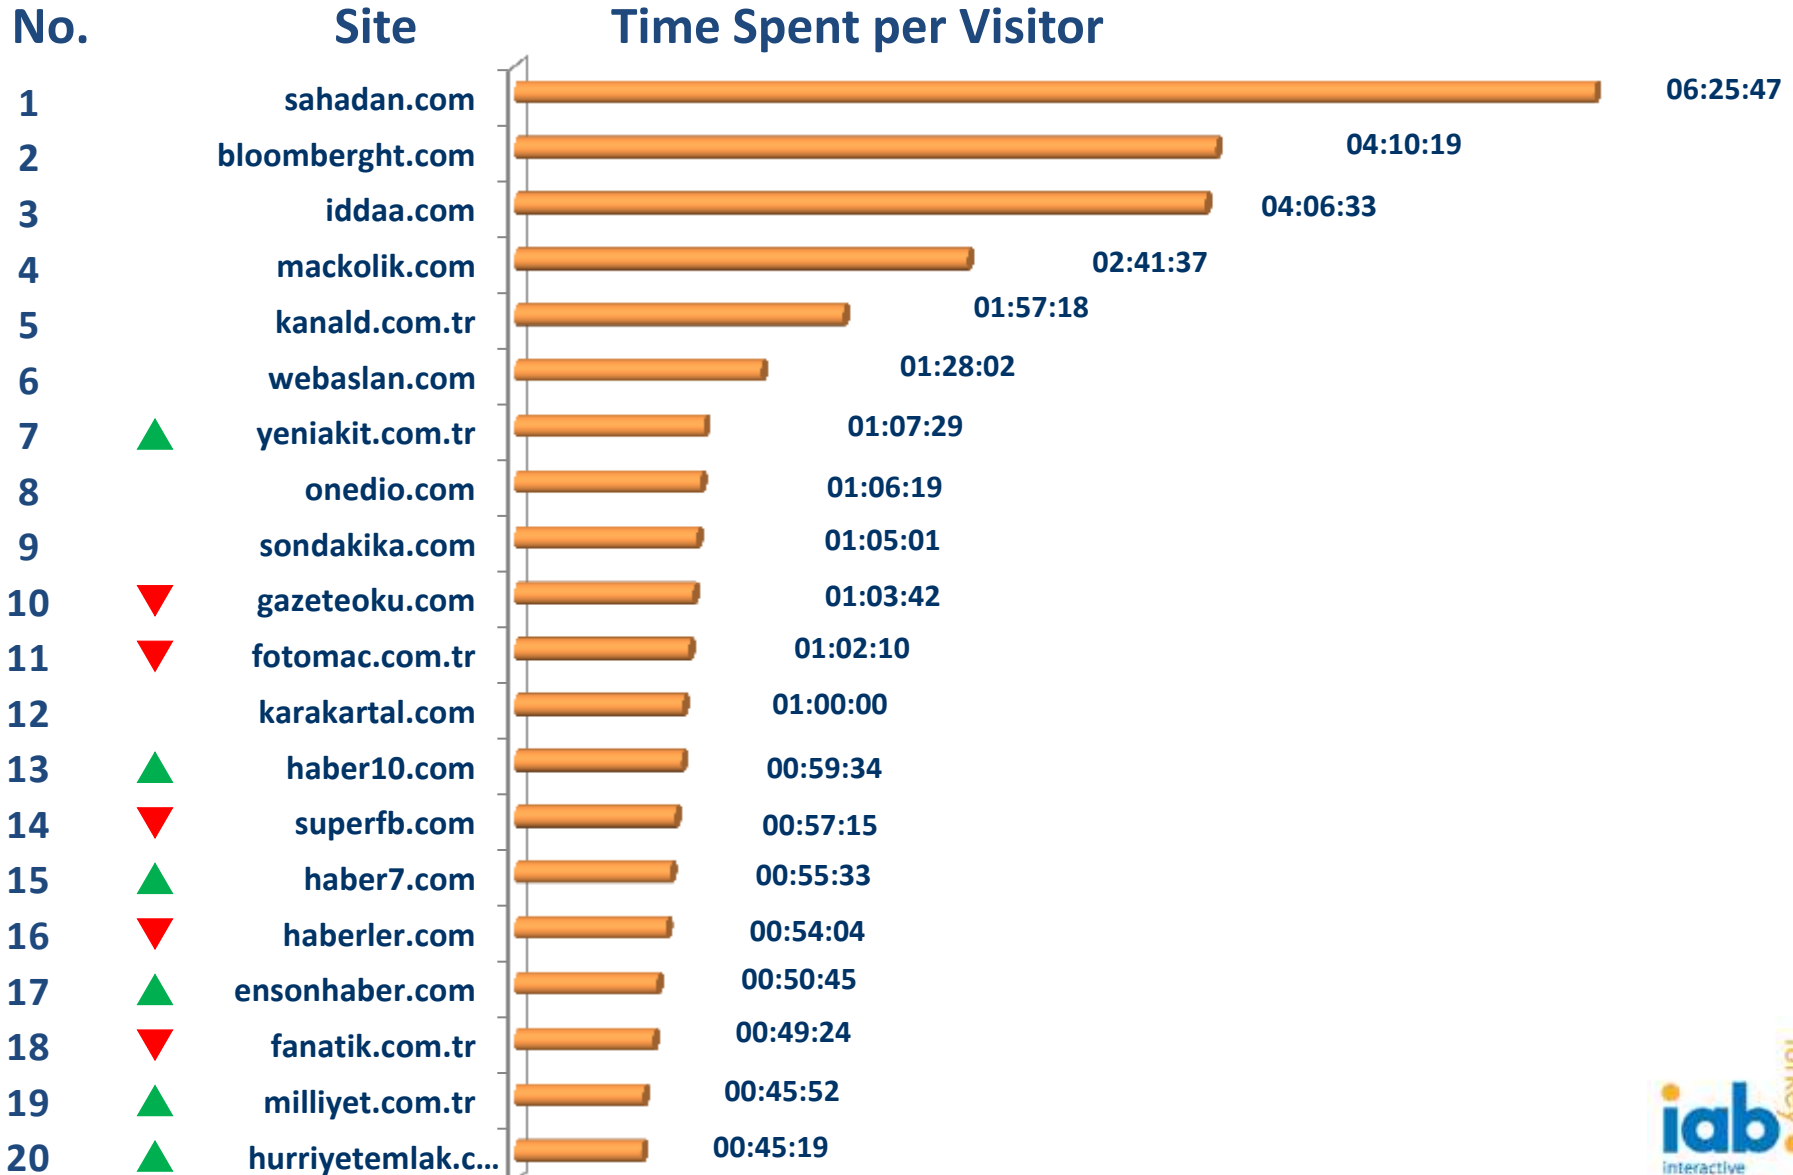 No. Site Time Spent per Visitor
1 sahadan.com 06:25:47
2 bloomberght.com 04:10:19
3 iddaa.com 04:06:33
4 mackolik.com 02:41:37
5 kanald.com.tr 01:57:18
6 webaslan.com 01:28:02
7 yeniakit.com.tr 01:07:29
8 onedio.com 01:06:19
9 sondakika.com 01:05:01
10 gazeteoku.com 01:03:42
11 fotomac.com.tr 01:02:10
12 karakartal.com 01:00:00
13 haber10.com 00:59:34
14 superfb.com 00:57:15
15 haber7.com 00:55:33
16 haberler.com 00:54:04
17 ensonhaber.com 00:50:45
18 fanatik.com.tr 00:49:24
19 milliyet.com.tr 00:45:52
20 hurriyetemlak.c... 00:45:19
iab.
interactive